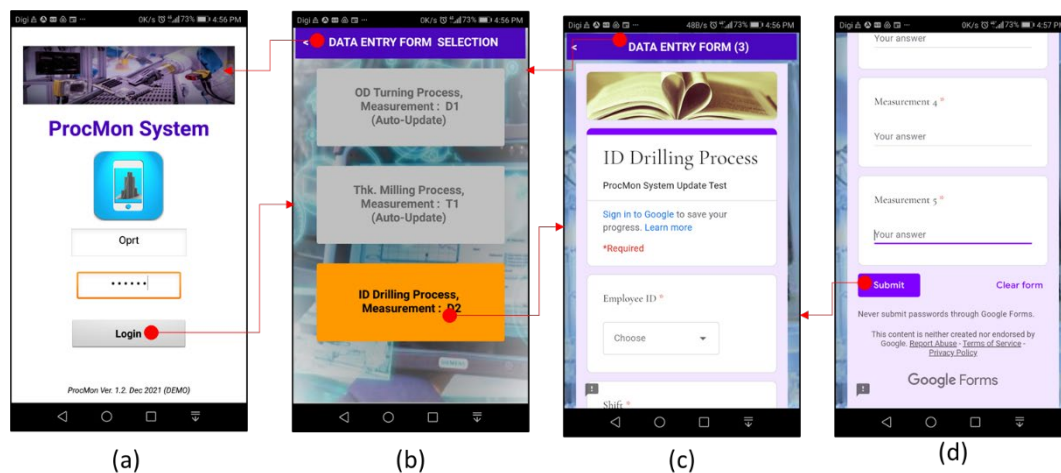 Digi
0K/s 73% 4:56 PM
ProcMon System
Oprt
••••••
Login
ProcMon Ver. 1.2. Dec 2021 (DEMO)
(a)
Digi
0K/s 73% 4:56 PM
< DATA ENTRY FORM SELECTION
OD Turning Process,
Measurement : D1
(Auto-Update)
Thk. Milling Process,
Measurement : T1
(Auto-Update)
ID Drilling Process,
Measurement : D2
SIEMENS
(b)
Digi
48B/s 73% 4:56 PM
< DATA ENTRY FORM (3)
ID Drilling Process
ProcMon System Update Test
Sign in to Google to save your
progress. Learn more
*Required
Employee ID *
Choose
Shift *
(c)
Digi
0K/s 73% 4:57 PM
Your answer
Measurement 4 *
Your answer
Measurement 5 *
Your answer
Submit Clear form
Never submit passwords through Google Forms.
This content is neither created nor endorsed by
Google. Report Abuse - Terms of Service -
Privacy Policy
Google Forms
(d)